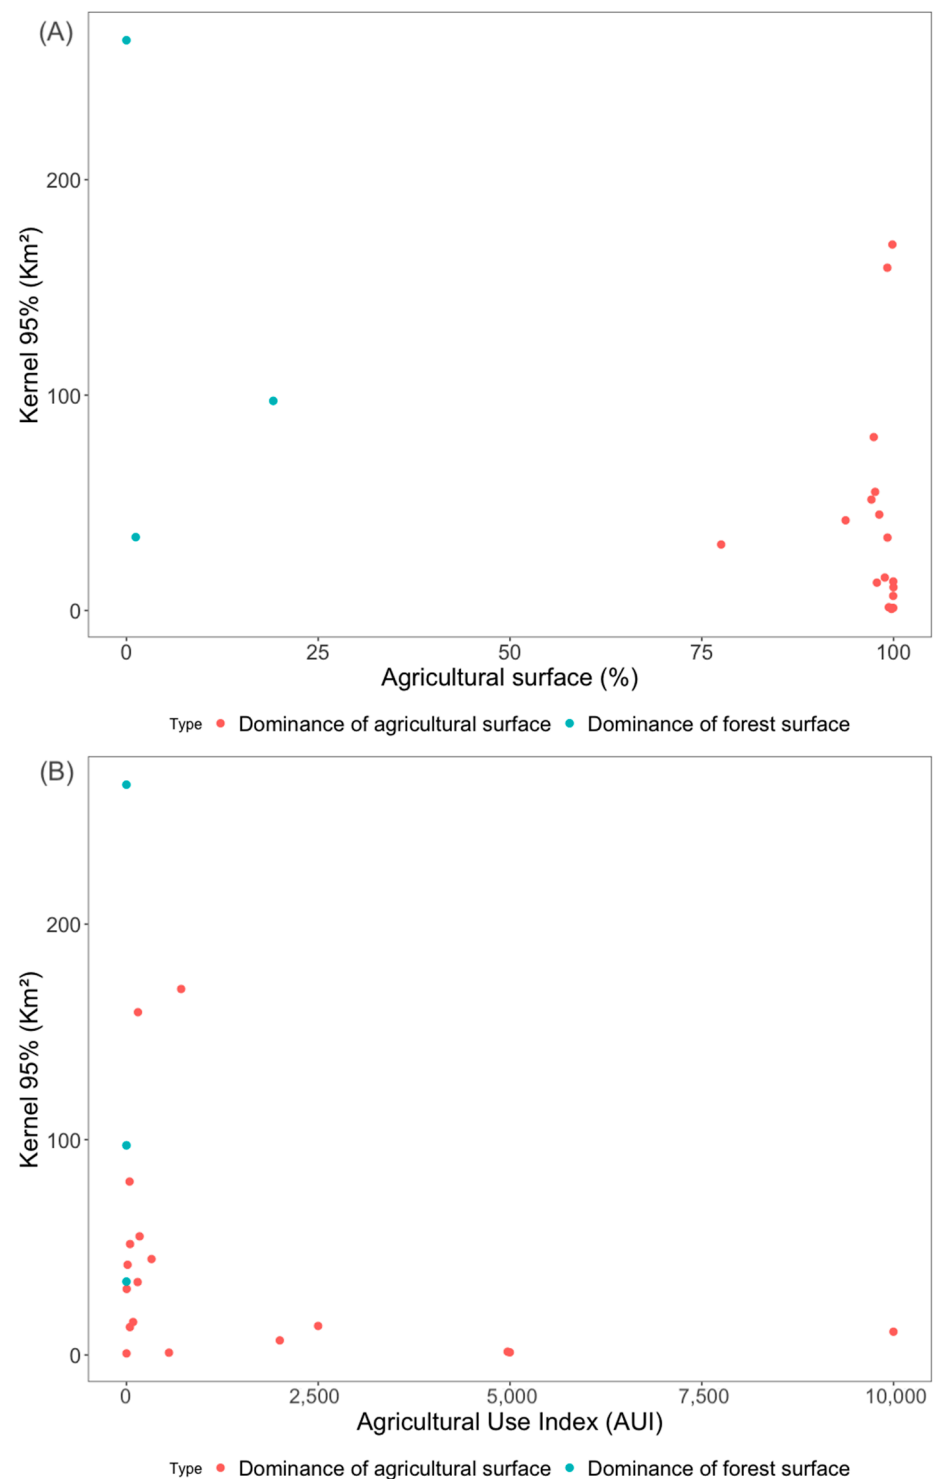 (A)
Kernel 95% (Km²)
200
100
0
0 25 50 75 100
Agricultural surface (%)
Type Dominance of agricultural surface Dominance of forest surface
(B)
Kernel 95% (Km²)
200
100
0
0 2,500 5,000 7,500 10,000
Agricultural Use Index (AUI)
Type Dominance of agricultural surface Dominance of forest surface